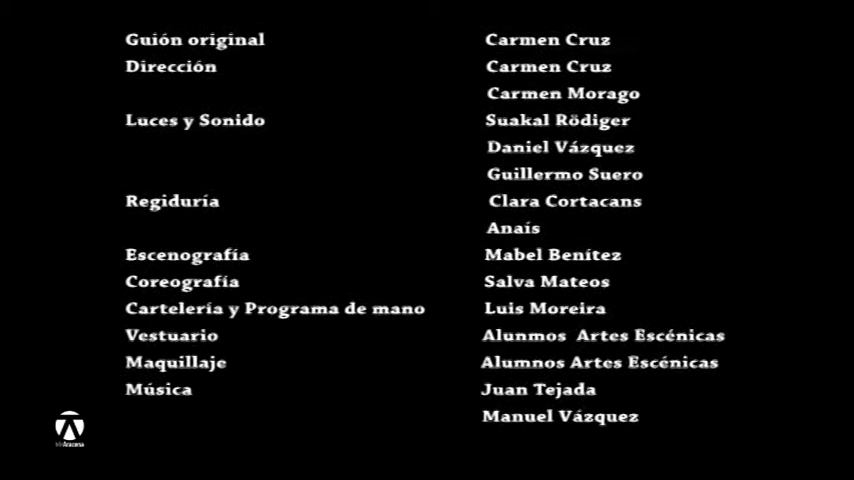 Guión original Carmen Cruz
Dirección Carmen Cruz
Carmen Morago
Luces y Sonido Suakal Rödiger
Daniel Vázquez
Guillermo Suero
Regiduría Clara Cortacans
Anaís
Escenografía Mabel Benítez
Coreografía Salva Mateos
Cartelería y Programa de mano Luis Moreira
Vestuario Alunmos Artes Escénicas
Maquillaje Alumnos Artes Escénicas
Música Juan Tejada
Manuel Vázquez
teleAracena